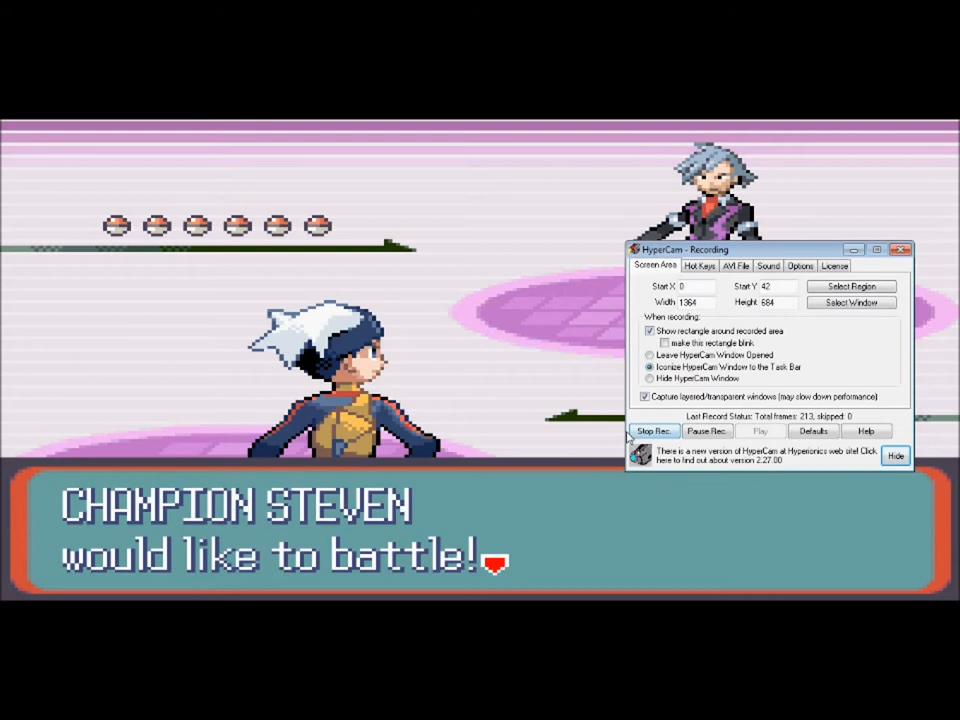 HyperCam - Recording
Screen Area Hot Keys AVI File Sound Options License
Start X 0 Start Y 42 Select Region
Width 1364 Height 684 Select Window
When recording:
Show rectangle around recorded area
make this rectangle blink
Leave HyperCam Window Opened
Iconize HyperCam Window to the Task Bar
Hide HyperCam Window
Capture layered/transparent windows (may slow down performance)
Last Record Status: Total frames: 213, skipped: 0
Stop Rec. Pause Rec. Play Defaults Help
There is a new version of HyperCam at Hyperionics web site! Click
here to find out about version 2.27.00
Hide
CHAMPION STEVEN
would like to battle!